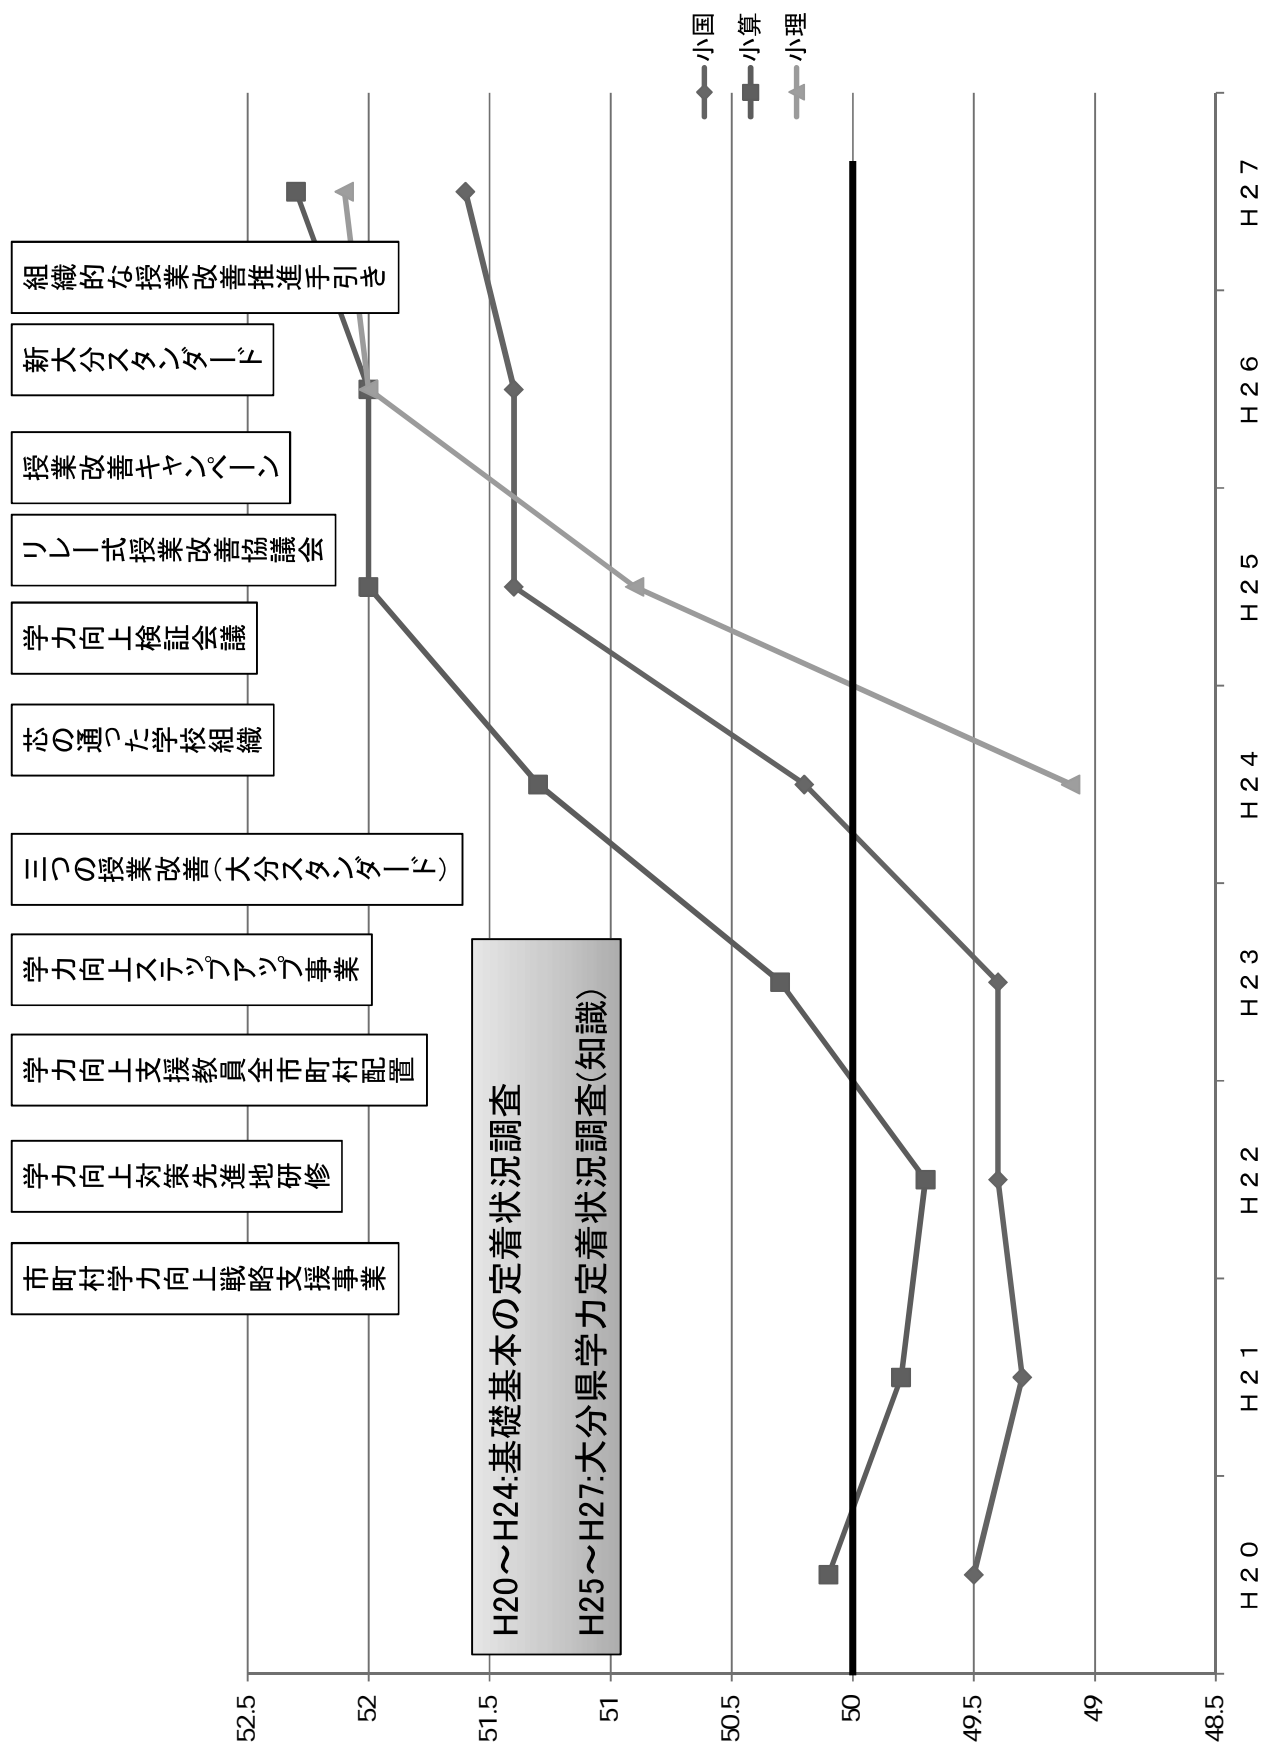 市町村学力向上戦略支援事業
学力向上対策先進地研修
学力向上支援教員全市町村配置
学力向上ステップアップ事業
三つの授業改善(大分スタンダード)
芯の通った学校組織
学力向上検証会議
リレー式授業改善協議会
授業改善キャンペーン
新大分スタンダード
組織的な授業改善推進手引き
52.5
52
51.5
51
50.5
50
49.5
49
48.5
H20~H24:基礎基本の定着状況調査
H25~H27:大分県学力定着状況調査(知識)
小国
小算
小理
H20
H21
H22
H23
H24
H25
H26
H27